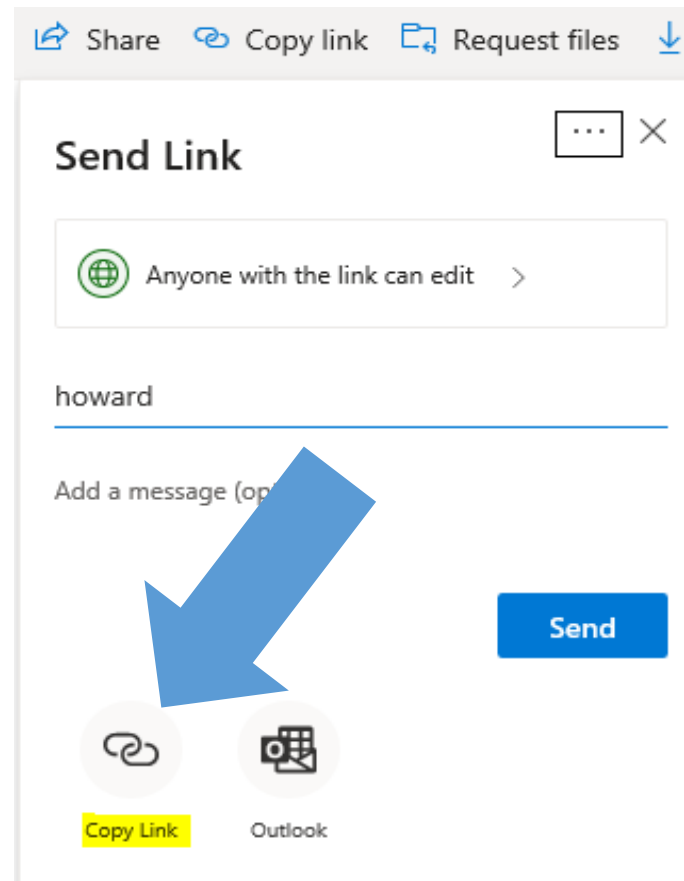 Share Copy link Request files
Send Link
Anyone with the link can edit
howard
Add a message
Send
Copy Link Outlook